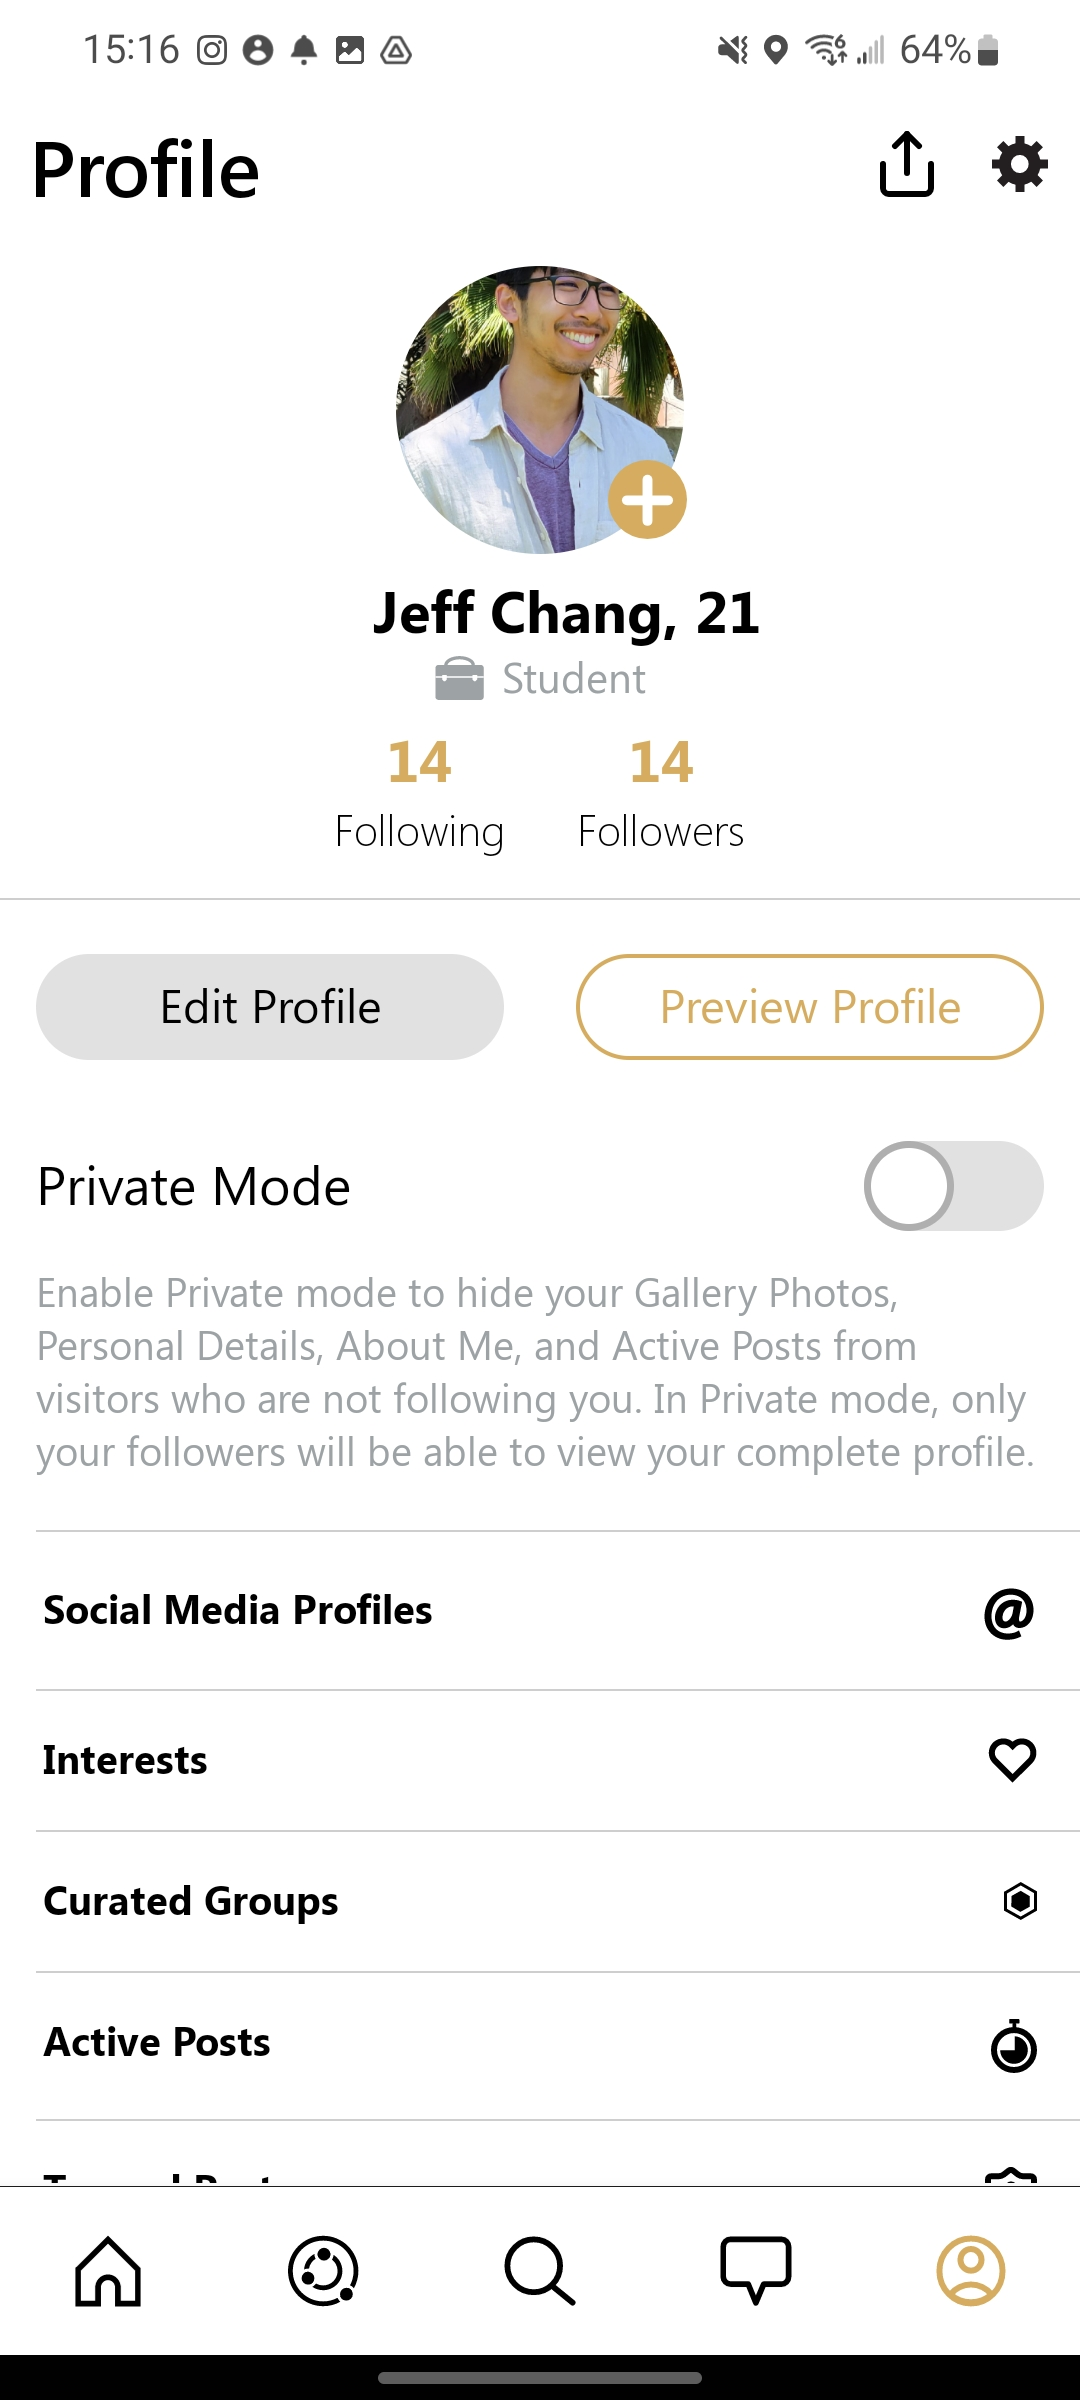 15:16 64%
Profile
Jeff Chang, 21
Student
14 14
Following Followers
Edit Profile Preview Profile
Private Mode
Enable Private mode to hide your Gallery Photos,
Personal Details, About Me, and Active Posts from
visitors who are not following you. In Private mode, only
your followers will be able to view your complete profile.
Social Media Profiles @
Interests
Curated Groups
Active Posts